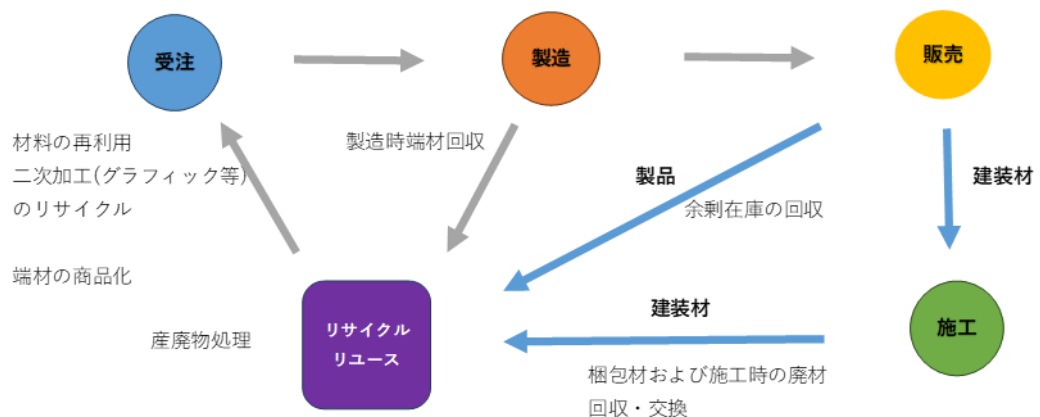 受注
製造
販売
材料の再利用
二次加工(グラフィック等)
のリサイクル
製造時端材回収
製品
余剰在庫の回収
建装材
端材の商品化
産廃物処理
リサイクル
リユース
建装材
施工
梱包材および施工時の廃材
回収・交換